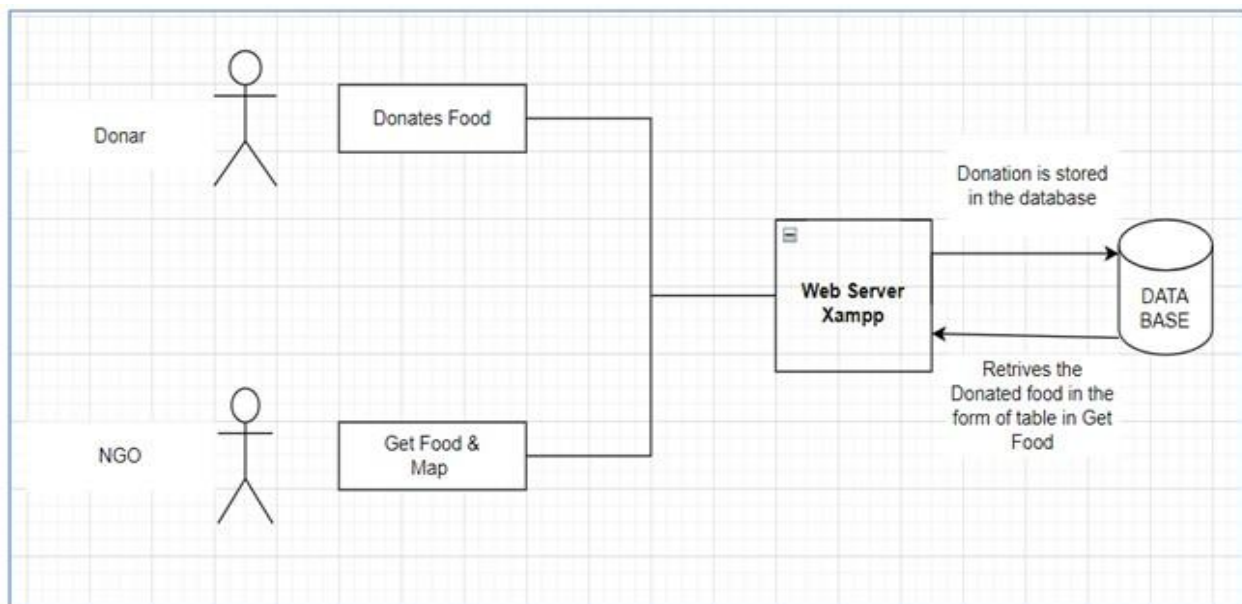 Donar
Donates Food
Donation is stored
in the database
Web Server
Xampp
DATA
BASE
Retrives the
Donated food in the
form of table in Get
Food
NGO
Get Food &
Map